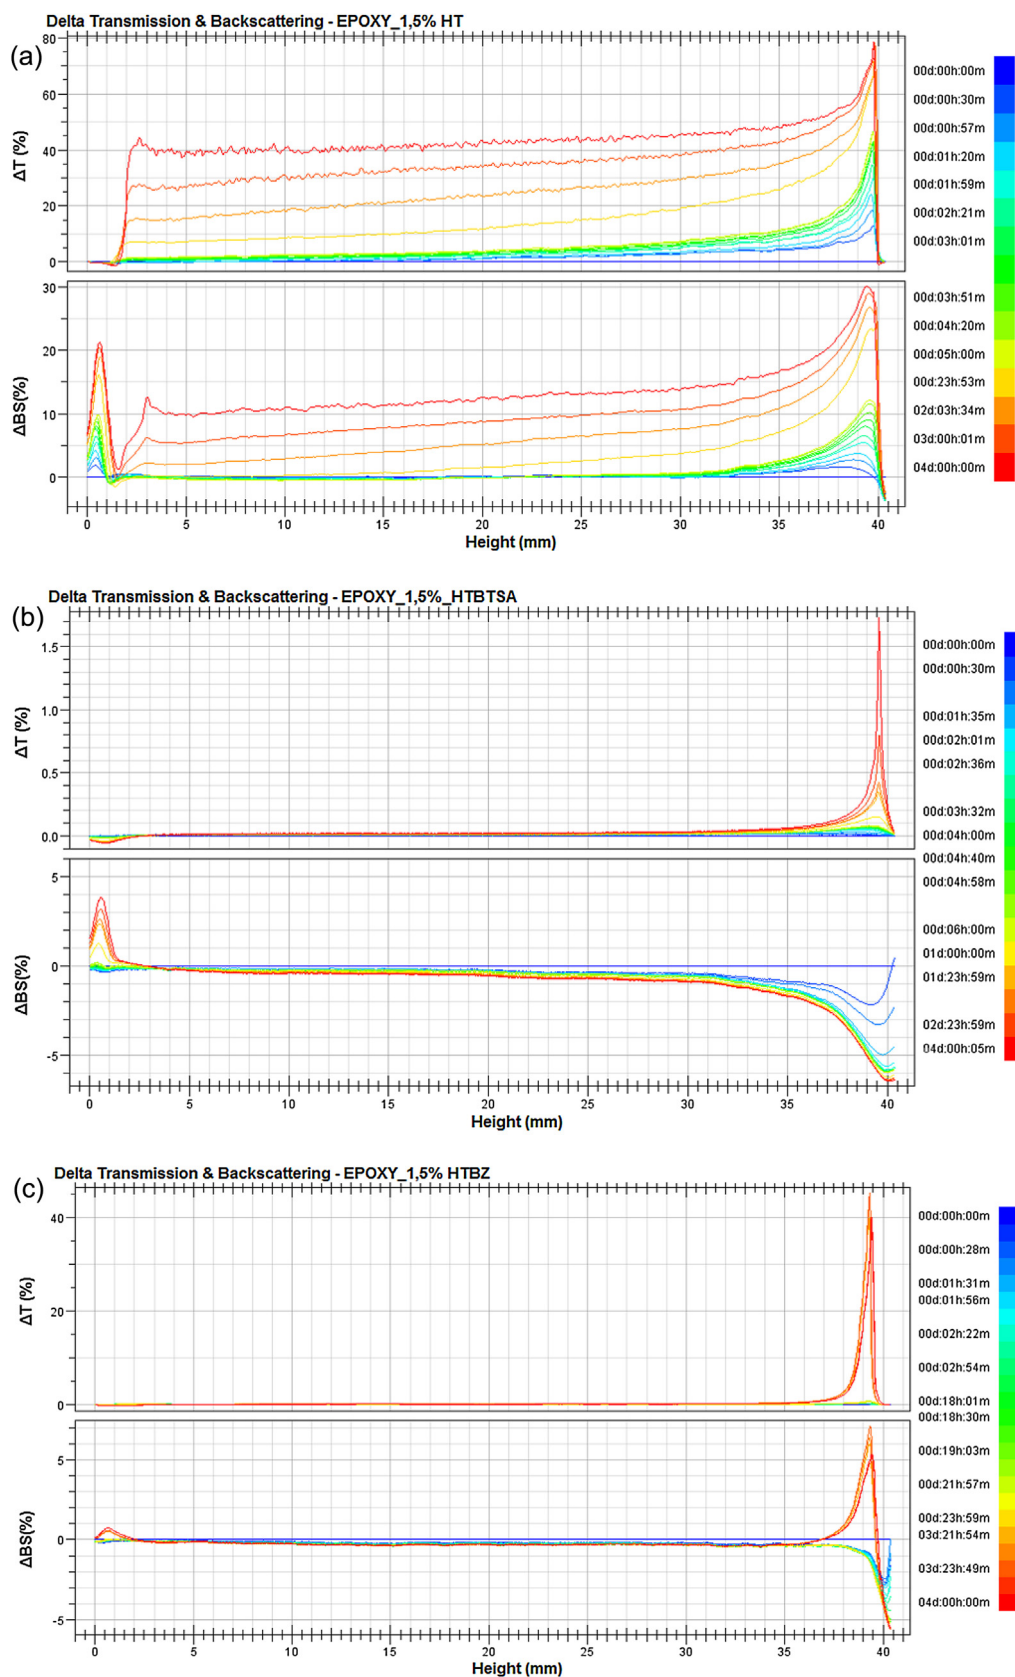 Delta Transmission & Backscattering - EPOXY_1,5% HT
(a)
80
60
40
20
0
ΔT (%)
30
20
10
0
ΔBS(%)
0 5 10 15 20 25 30 35 40
Height (mm)
00d:00h:00m
00d:00h:30m
00d:00h:57m
00d:01h:20m
00d:01h:59m
00d:02h:21m
00d:03h:01m
00d:03h:51m
00d:04h:20m
00d:05h:00m
00d:23h:53m
02d:03h:34m
03d:00h:01m
04d:00h:00m
Delta Transmission & Backscattering - EPOXY_1,5%_HTBTSA
(b)
1.5
1.0
0.5
0.0
ΔT (%)
5
0
-5
ΔBS(%)
0 5 10 15 20 25 30 35 40
Height (mm)
00d:00h:00m
00d:00h:30m
00d:01h:35m
00d:02h:01m
00d:02h:36m
00d:03h:32m
00d:04h:00m
00d:04h:40m
00d:04h:58m
00d:06h:00m
01d:00h:00m
01d:23h:59m
02d:23h:59m
04d:00h:05m
Delta Transmission & Backscattering - EPOXY_1,5% HTBZ
(c)
40
20
0
ΔT (%)
5
0
-5
ΔBS(%)
0 5 10 15 20 25 30 35 40
Height (mm)
00d:00h:00m
00d:00h:28m
00d:01h:31m
00d:01h:56m
00d:02h:22m
00d:02h:54m
00d:18h:01m
00d:18h:30m
00d:19h:03m
00d:21h:57m
00d:23h:59m
03d:21h:54m
03d:23h:49m
04d:00h:00m